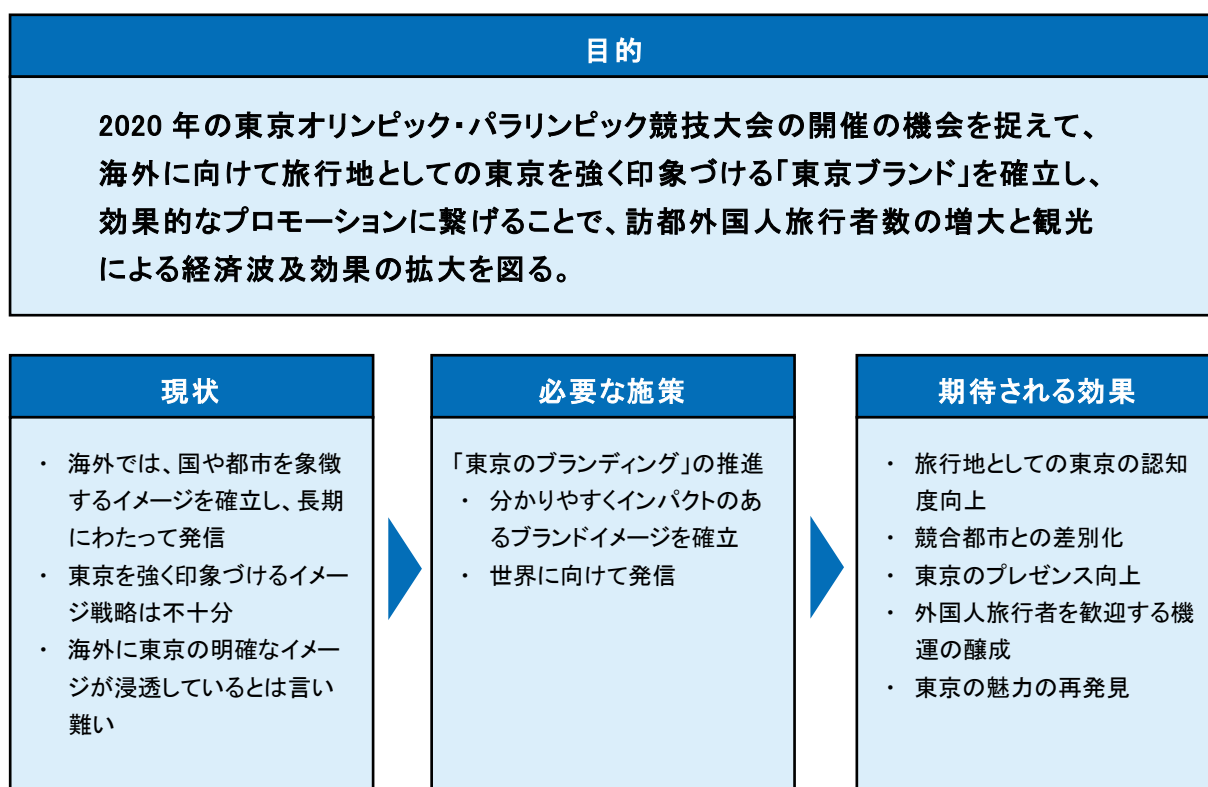 目的
2020 年の東京オリンピック・パラリンピック競技大会の開催の機会を捉えて、
海外に向けて旅行地としての東京を強く印象づける「東京ブランド」を確立し、
効果的なプロモーションに繋げることで、訪都外国人旅行者数の増大と観光
による経済波及効果の拡大を図る。
現状
・ 海外では、国や都市を象徴
するイメージを確立し、長期
にわたって発信
・ 東京を強く印象づけるイメー
ジ戦略は不十分
・ 海外に東京の明確なイメー
ジが浸透しているとは言い
難い
必要な施策
「東京のブランディング」の推進
・ 分かりやすくインパクトのあ
るブランドイメージを確立
・ 世界に向けて発信
期待される効果
・ 旅行地としての東京の認知
度向上
・ 競合都市との差別化
・ 東京のプレゼンス向上
・ 外国人旅行者を歓迎する機
運の醸成
・ 東京の魅力の再発見